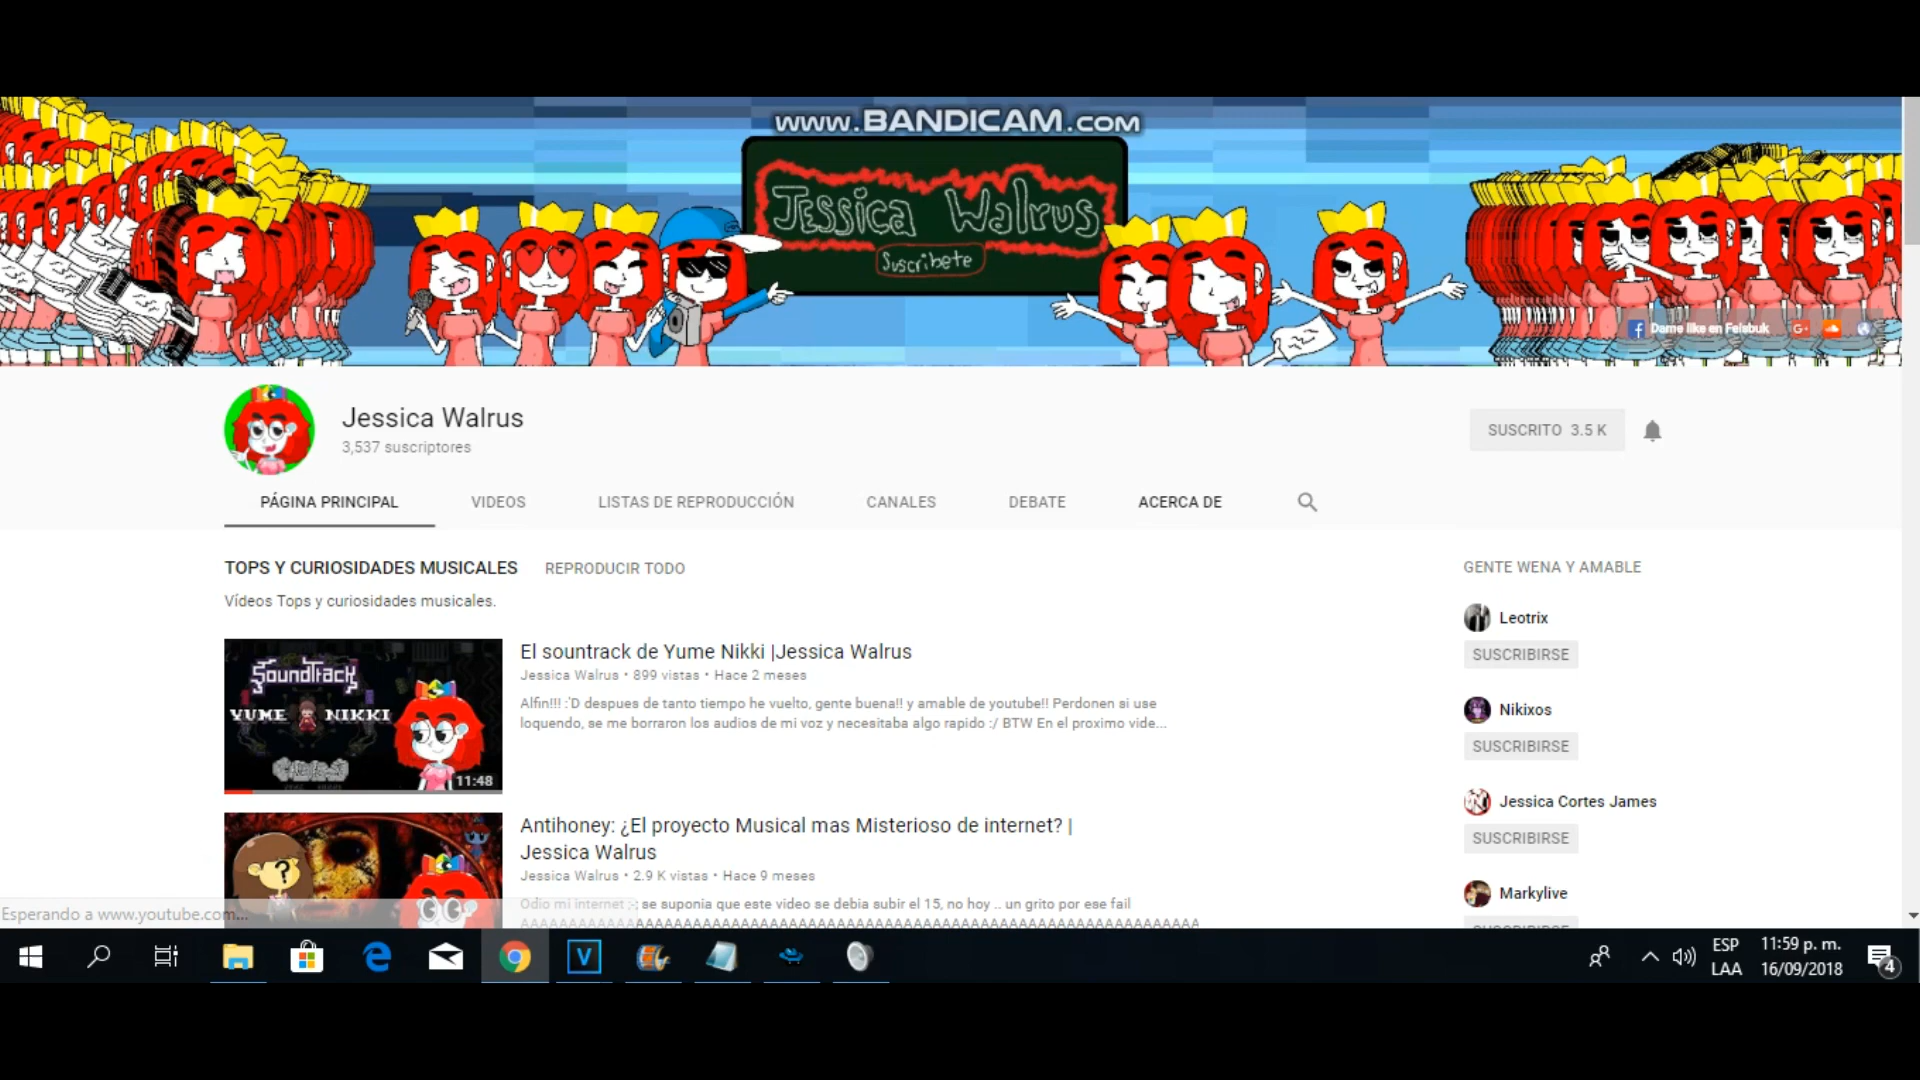 www.BANDICAM.com
Jessica Walrus
Suscribete
Dame like en Feisbuk
Jessica Walrus
3,537 suscriptores
SUSCRITO 3.5 K
PÁGINA PRINCIPAL
VIDEOS
LISTAS DE REPRODUCCIÓN
CANALES
DEBATE
ACERCA DE
TOPS Y CURIOSIDADES MUSICALES
REPRODUCIR TODO
Vídeos Tops y curiosidades musicales.
Soundtrack
YUME NIKKI
11:48
El sountrack de Yume Nikki |Jessica Walrus
Jessica Walrus • 899 vistas • Hace 2 meses
Alfin!!! :'D despues de tanto tiempo he vuelto, gente buena!! y amable de youtube!! Perdonen si use
loquendo, se me borraron los audios de mi voz y necesitaba algo rapido :/ BTW En el proximo vide...
?
Antihoney: ¿El proyecto Musical mas Misterioso de internet? |
Jessica Walrus
Jessica Walrus • 2.9 K vistas • Hace 9 meses
Odio mi internet ;-; se suponia que este video se debia subir el 15, no hoy .. un grito por ese fail
GENTE WENA Y AMABLE
Leotrix
SUSCRIBIRSE
Nikixos
SUSCRIBIRSE
Jessica Cortes James
SUSCRIBIRSE
Markylive
Esperando a www.youtube.com...
ESP
LAA
11:59 p. m.
16/09/2018
4